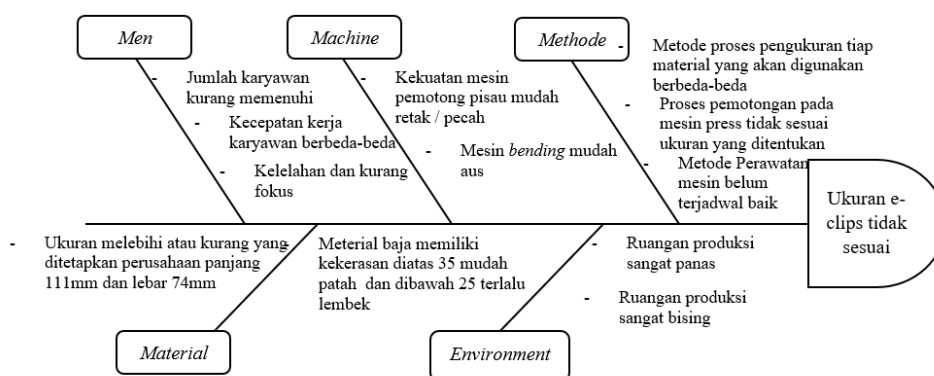 Men
Machine
Methode
- Jumlah karyawan
kurang memenuhi
- Kecepatan kerja
karyawan berbeda-beda
- Kelelahan dan kurang
fokus
- Kekuatan mesin
pemotong pisau mudah
retak / pecah
- Mesin bending mudah
aus
- Metode proses pengukuran tiap
material yang akan digunakan
berbeda-beda
- Proses pemotongan pada
mesin press tidak sesuai
ukuran yang ditentukan
- Metode Perawatan
mesin belum
terjadwal baik
Ukuran e-
clips tidak
sesuai
- Ukuran melebihi atau kurang yang
ditetapkan perusahaan panjang
111mm dan lebar 74mm
- Meterial baja memiliki
kekerasan diatas 35 mudah
patah dan dibawah 25 terlalu
lembek
- Ruangan produksi
sangat panas
- Ruangan produksi
sangat bising
Material
Environment